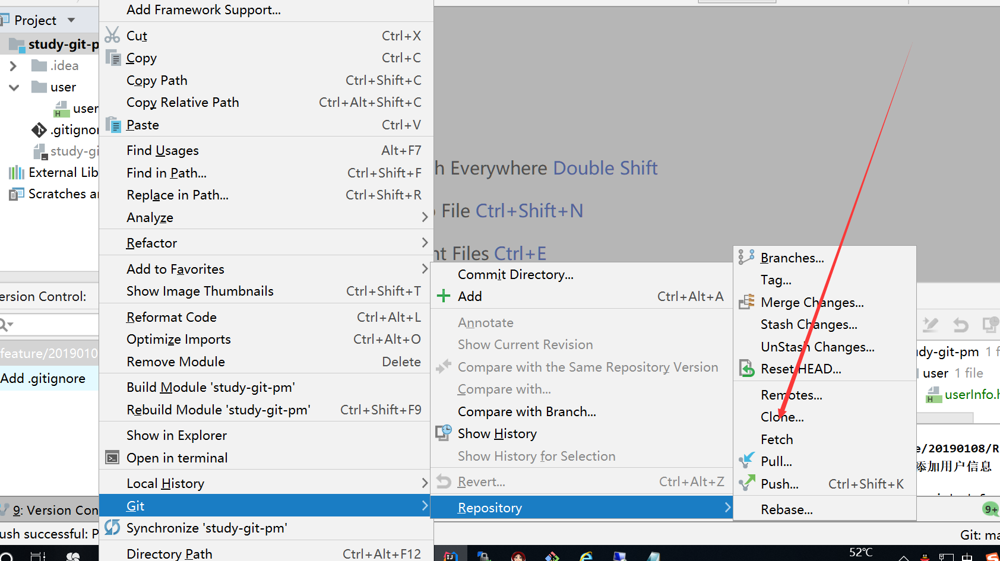 Project
study-git-p
.idea
user
user
.gitignor
study-gi
External Lib
Scratches a
ersion Control:
feature/2019010
Add .gitignore
9: Version Con
ush successful: P
Add Framework Support...
Cut Ctrl+X
Copy Ctrl+C
Copy Path Ctrl+Shift+C
Copy Relative Path Ctrl+Alt+Shift+C
Paste Ctrl+V
Find Usages Alt+F7
Find in Path... Ctrl+Shift+F
Replace in Path... Ctrl+Shift+R
Analyze
Refactor
Add to Favorites
Show Image Thumbnails Ctrl+Shift+T
Reformat Code Ctrl+Alt+L
Optimize Imports Ctrl+Alt+O
Remove Module Delete
Build Module 'study-git-pm'
Rebuild Module 'study-git-pm' Ctrl+Shift+F9
Show in Explorer
Open in terminal
Local History
Git
Synchronize 'study-git-pm'
Directory Path Ctrl+Alt+F12
h Everywhere Double Shift
File Ctrl+Shift+N
nt Files Ctrl+E
Commit Directory...
Add Ctrl+Alt+A
Annotate
Show Current Revision
Compare with the Same Repository Version
Compare with...
Compare with Branch...
Show History
Show History for Selection
Revert... Ctrl+Alt+Z
Repository
Branches...
Tag...
Merge Changes...
Stash Changes...
UnStash Changes...
Reset HEAD...
Remotes...
Clone...
Fetch
Pull...
Push... Ctrl+Shift+K
Rebase...
dy-git-pm 1 f
user 1 file
userInfo.h
e/20190108/R
添加用户信息
9+
Git: ma
52℃
中